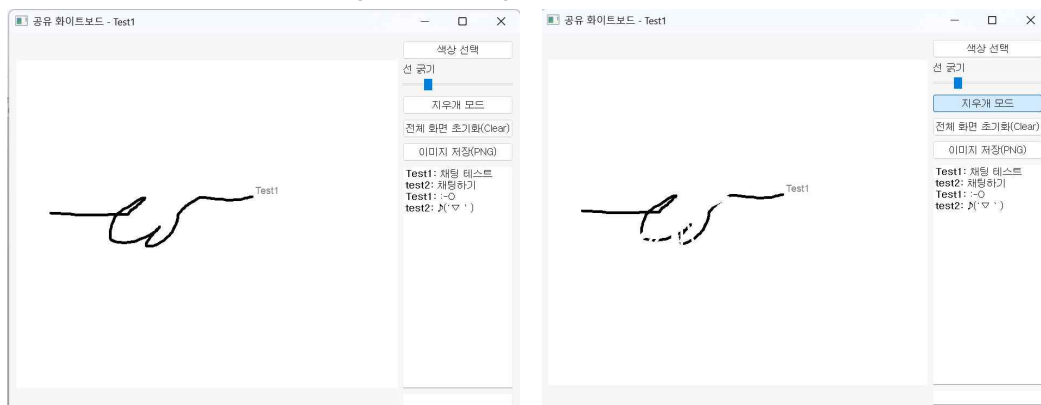 공유 화이트보드 - Test1
색상 선택
선 굵기
지우개 모드
전체 화면 초기화(Clear)
이미지 저장(PNG)
Test1: 채팅 테스트
test2: 채팅하기
Test1: :-O
test2: ♪(´▽｀)
Test1
공유 화이트보드 - Test1
색상 선택
선 굵기
지우개 모드
전체 화면 초기화(Clear)
이미지 저장(PNG)
Test1: 채팅 테스트
test2: 채팅하기
Test1: :-O
test2: ♪(´▽｀)
Test1